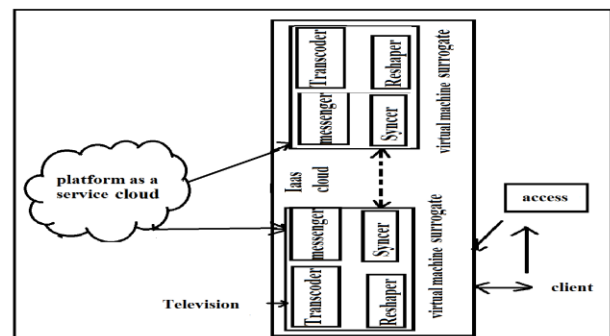 Transcoder
Reshaper
messenger
Syncer
virtual machine surrogate
platform as a
service cloud
Iaas
cloud
access
messenger
Syncer
virtual machine surrogate
client
Television
Transcoder
Reshaper